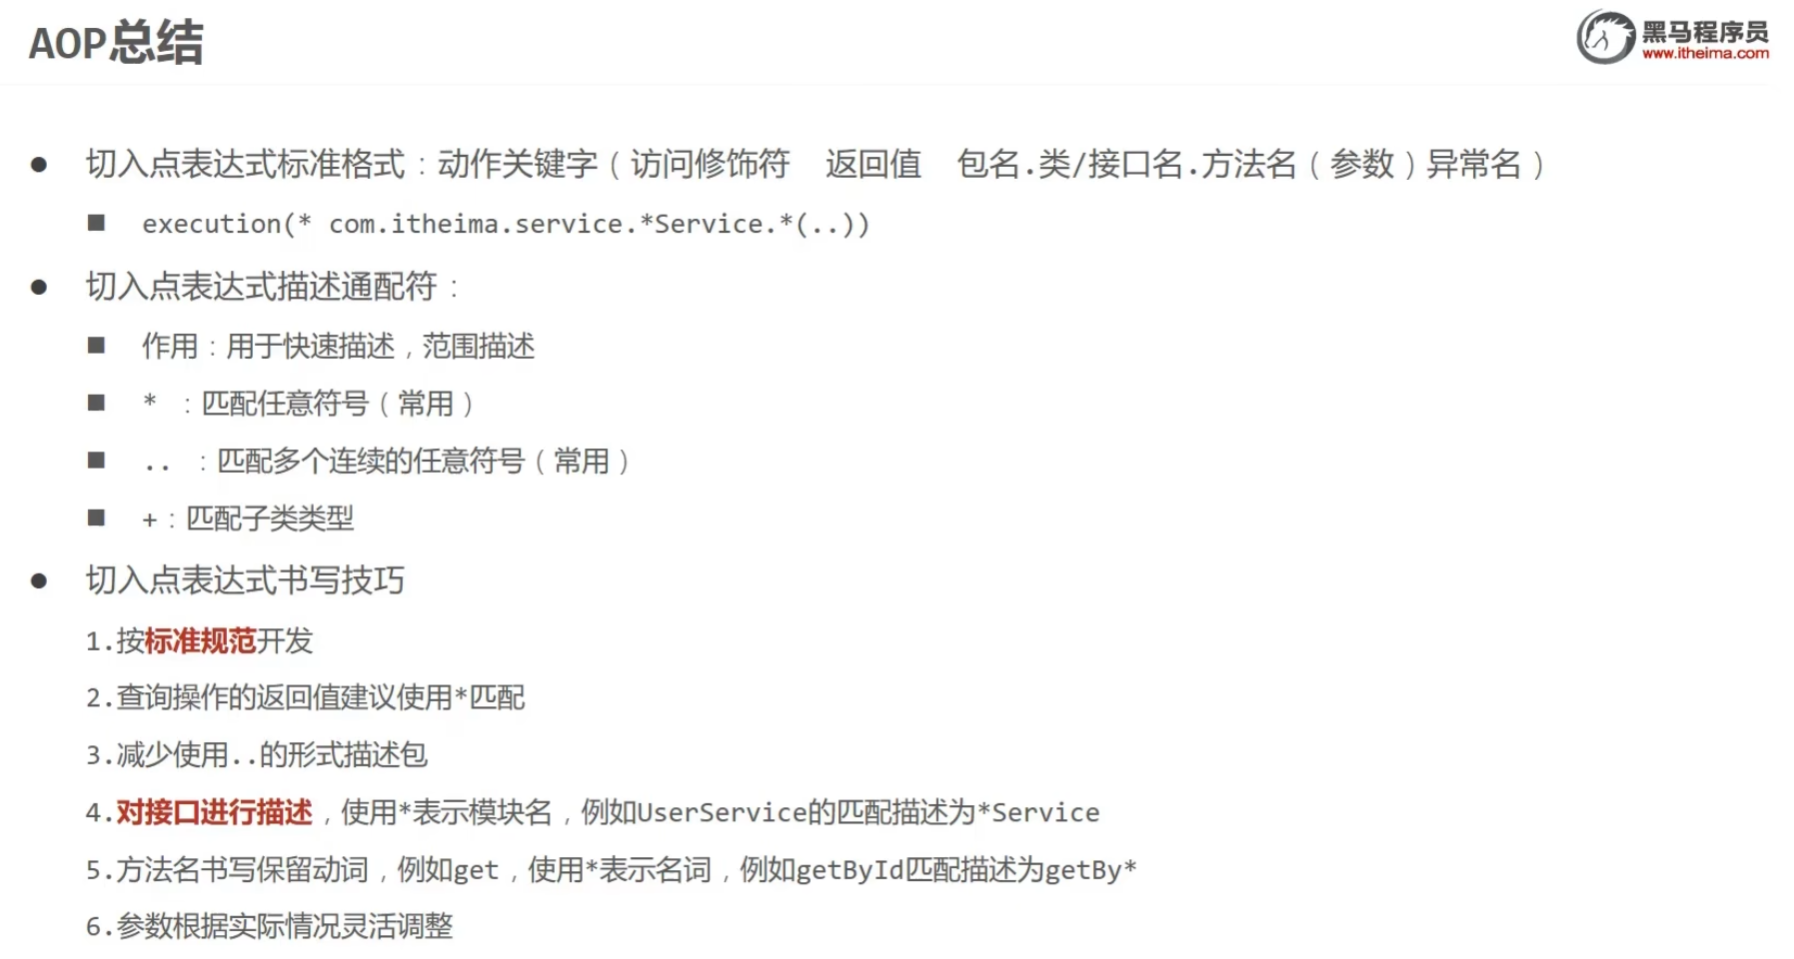 AOP总结
黑马程序员
www.itheima.com
● 切入点表达式标准格式：动作关键字（访问修饰符 返回值 包名.类/接口名.方法名（参数）异常名）
■ execution(* com.itheima.service.*Service.*(..))
● 切入点表达式描述通配符：
■ 作用：用于快速描述，范围描述
■ * ：匹配任意符号（常用）
■ .. ：匹配多个连续的任意符号（常用）
■ +：匹配子类类型
● 切入点表达式书写技巧
1.按标准规范开发
2.查询操作的返回值建议使用*匹配
3.减少使用..的形式描述包
4.对接口进行描述，使用*表示模块名，例如UserService的匹配描述为*Service
5.方法名书写保留动词，例如get，使用*表示名词，例如getById匹配描述为getBy*
6.参数根据实际情况灵活调整